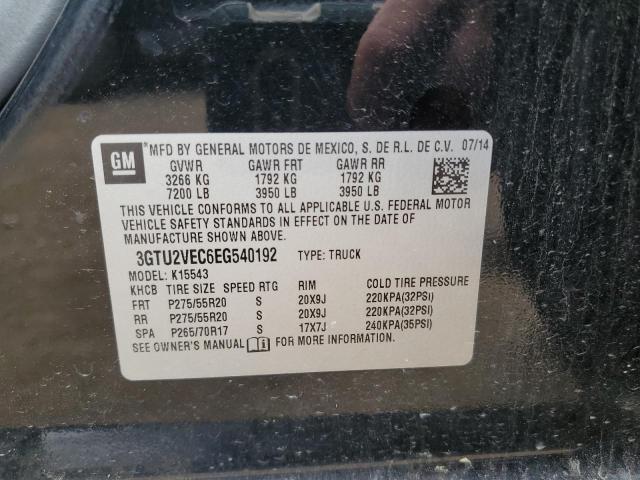 GM *MFD BY GENERAL MOTORS DE MEXICO, S. DE R.L. DE C.V. 07/14
GVWR GAWR FRT GAWR RR
3266 KG 1792 KG 1792 KG
7200 LB 3950 LB 3950 LB
THIS VEHICLE CONFORMS TO ALL APPLICABLE U.S. FEDERAL MOTOR
VEHICLE SAFETY STANDARDS IN EFFECT ON THE DATE OF
MANUFACTURE SHOWN ABOVE.
3GTU2VEC6EG540192 TYPE: TRUCK
MODEL: K15543
KHCB TIRE SIZE SPEED RTG RIM COLD TIRE PRESSURE
FRT P275/55R20 S 20X9J 220KPA(32PSI)
RR P275/55R20 S 20X9J 220KPA(32PSI)
SPA P265/70R17 S 17X7J 240KPA(35PSI)
SEE OWNER'S MANUAL FOR MORE INFORMATION.